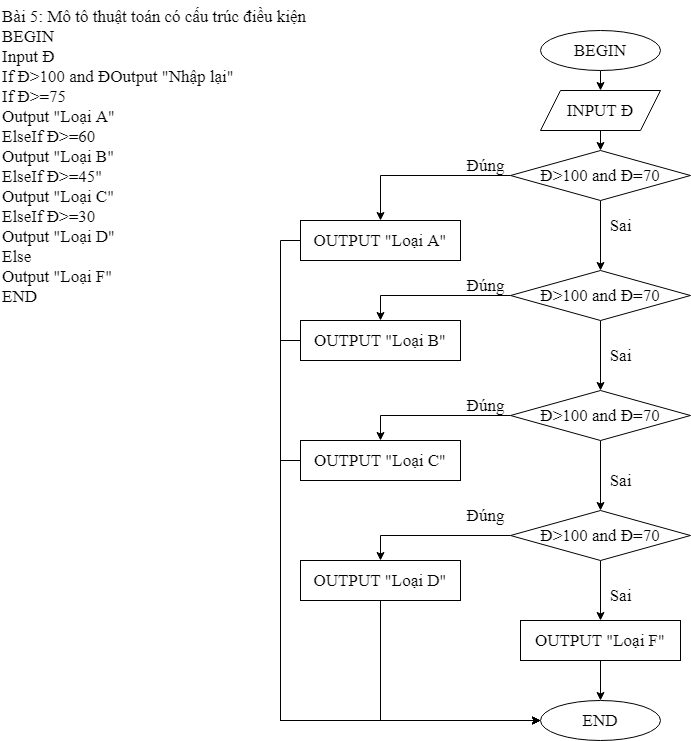 Bài 5: Mô tô thuật toán có cấu trúc điều kiện
BEGIN
Input Đ
If Đ>100 and ĐOutput "Nhập lại"
If Đ>=75
Output "Loại A"
ElseIf Đ>=60
Output "Loại B"
ElseIf Đ>=45"
Output "Loại C"
ElseIf Đ>=30
Output "Loại D"
Else
Output "Loại F"
END
BEGIN
INPUT Đ
Đúng
Đ>100 and Đ=70
Sai
OUTPUT "Loại A"
Đúng
Đ>100 and Đ=70
Sai
OUTPUT "Loại B"
Đúng
Đ>100 and Đ=70
Sai
OUTPUT "Loại C"
Đúng
Đ>100 and Đ=70
Sai
OUTPUT "Loại D"
OUTPUT "Loại F"
END